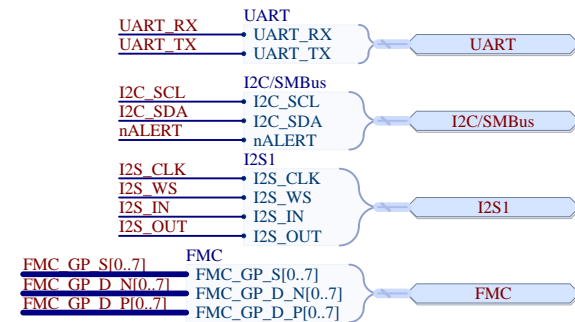 UART
UART_RX UART_RX
UART_TX UART_TX UART
I2C/SMBus
I2C_SCL I2C_SCL
I2C_SDA I2C_SDA I2C/SMBus
nALERT nALERT
I2S1
I2S_CLK I2S_CLK
I2S_WS I2S_WS
I2S_IN I2S_IN I2S1
I2S_OUT I2S_OUT
FMC
FMC_GP_S[0..7] FMC_GP_S[0..7]
FMC_GP_D_N[0..7] FMC_GP_D_N[0..7] FMC
FMC_GP_D_P[0..7] FMC_GP_D_P[0..7]